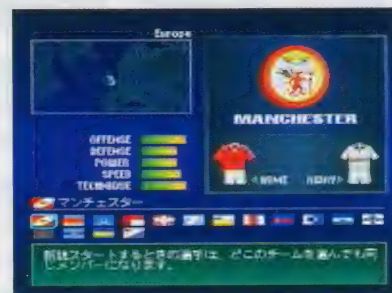 Europe
MANCHESTER
OFFENSE
DEFENSE
POWER
SPEED
TECHNIQUE
HOME
AWAY
マンチェスター
新規スタートするときの選手は、どこのチームを選んでも同
じメンバーになります。